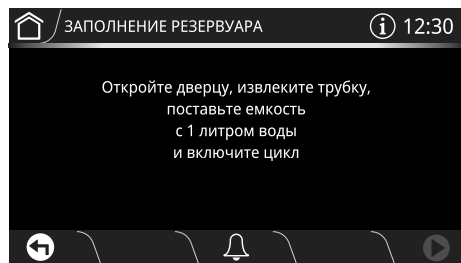 ЗАПОЛНЕНИЕ РЕЗЕРВУАРА
i 12:30
Откройте дверцу, извлеките трубку,
поставьте емкость
с 1 литром воды
и включите цикл